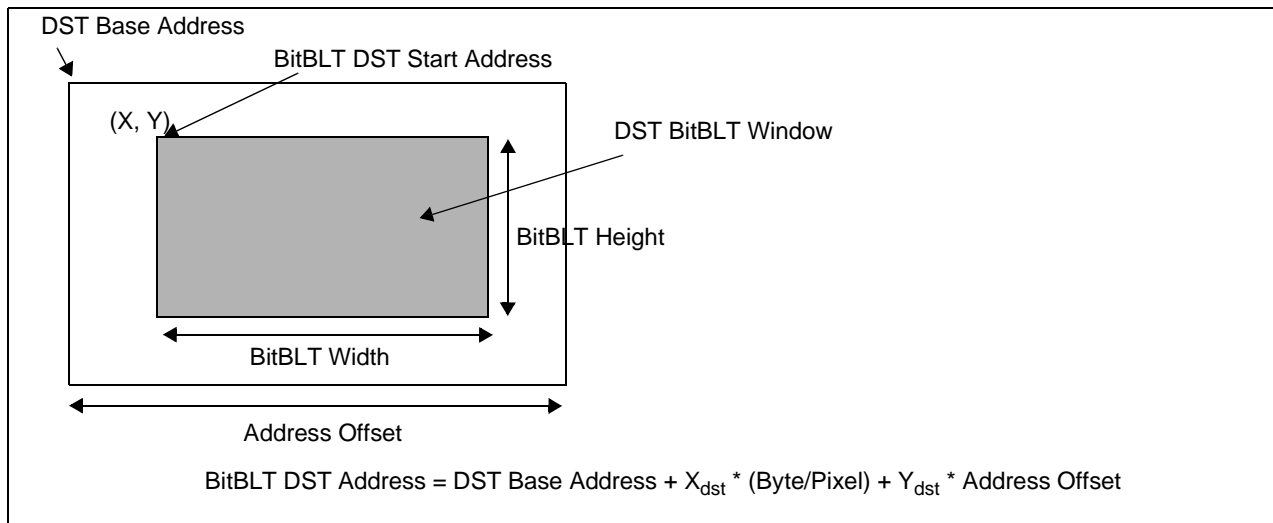 DST Base Address
BitBLT DST Start Address
(X, Y)
DST BitBLT Window
BitBLT Height
BitBLT Width
Address Offset
BitBLT DST Address = DST Base Address + Xdst * (Byte/Pixel) + Ydst * Address Offset